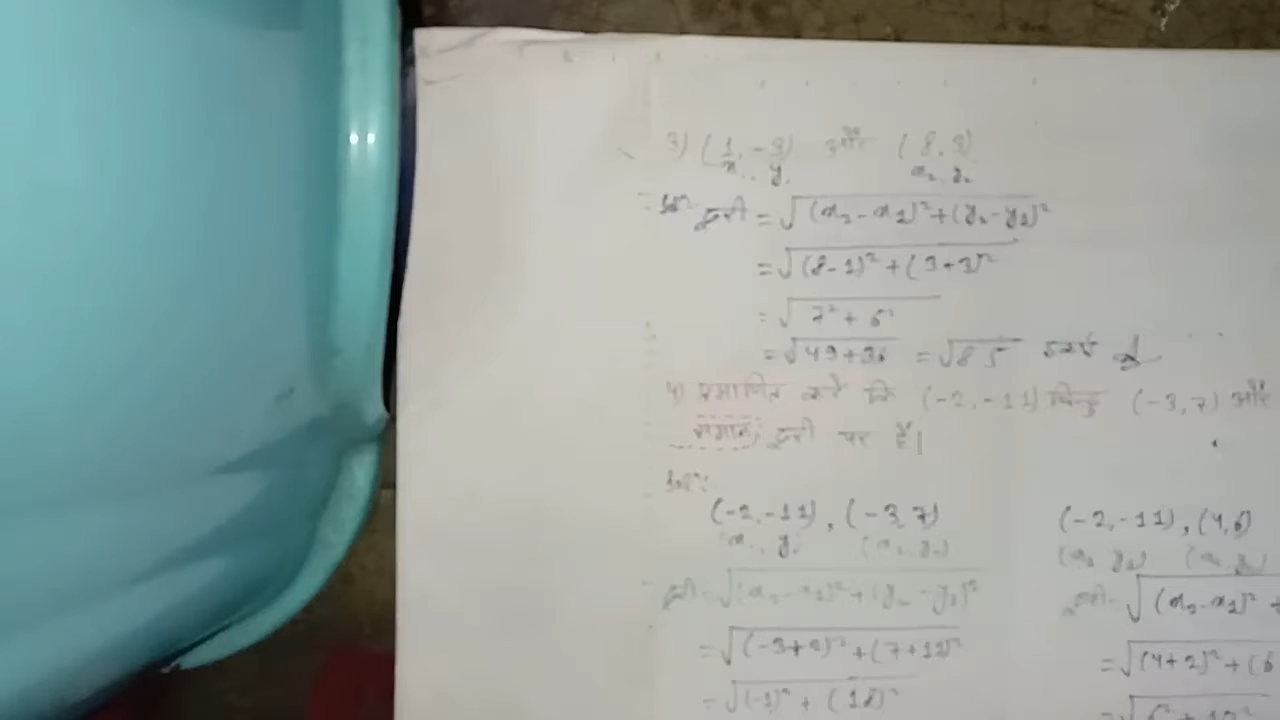 3) (1, -3) और (8, 3)
x₁, y₁ x₂, y₂
दूरी = √(x₂-x₁)²+(y₂-y₁)²
= √(8-1)²+(3+3)²
= √7²+6²
= √49+36 = √85
4) प्रमाणित करें कि (-2,-11) बिन्दु (-3,7) और
समान दूरी पर हैं।
(-2,-11), (-3,7)
(x₁, y₁) (x₂, y₂)
दूरी = √(x₂-x₁)²+(y₂-y₁)²
= √(-3+2)²+(7+11)²
= √(-1)²+(18)²
(-2,-11), (4,6)
(x₁, y₁) (x₂, y₂)
दूरी = √(x₂-x₁)² +
= √(4+2)²+(6